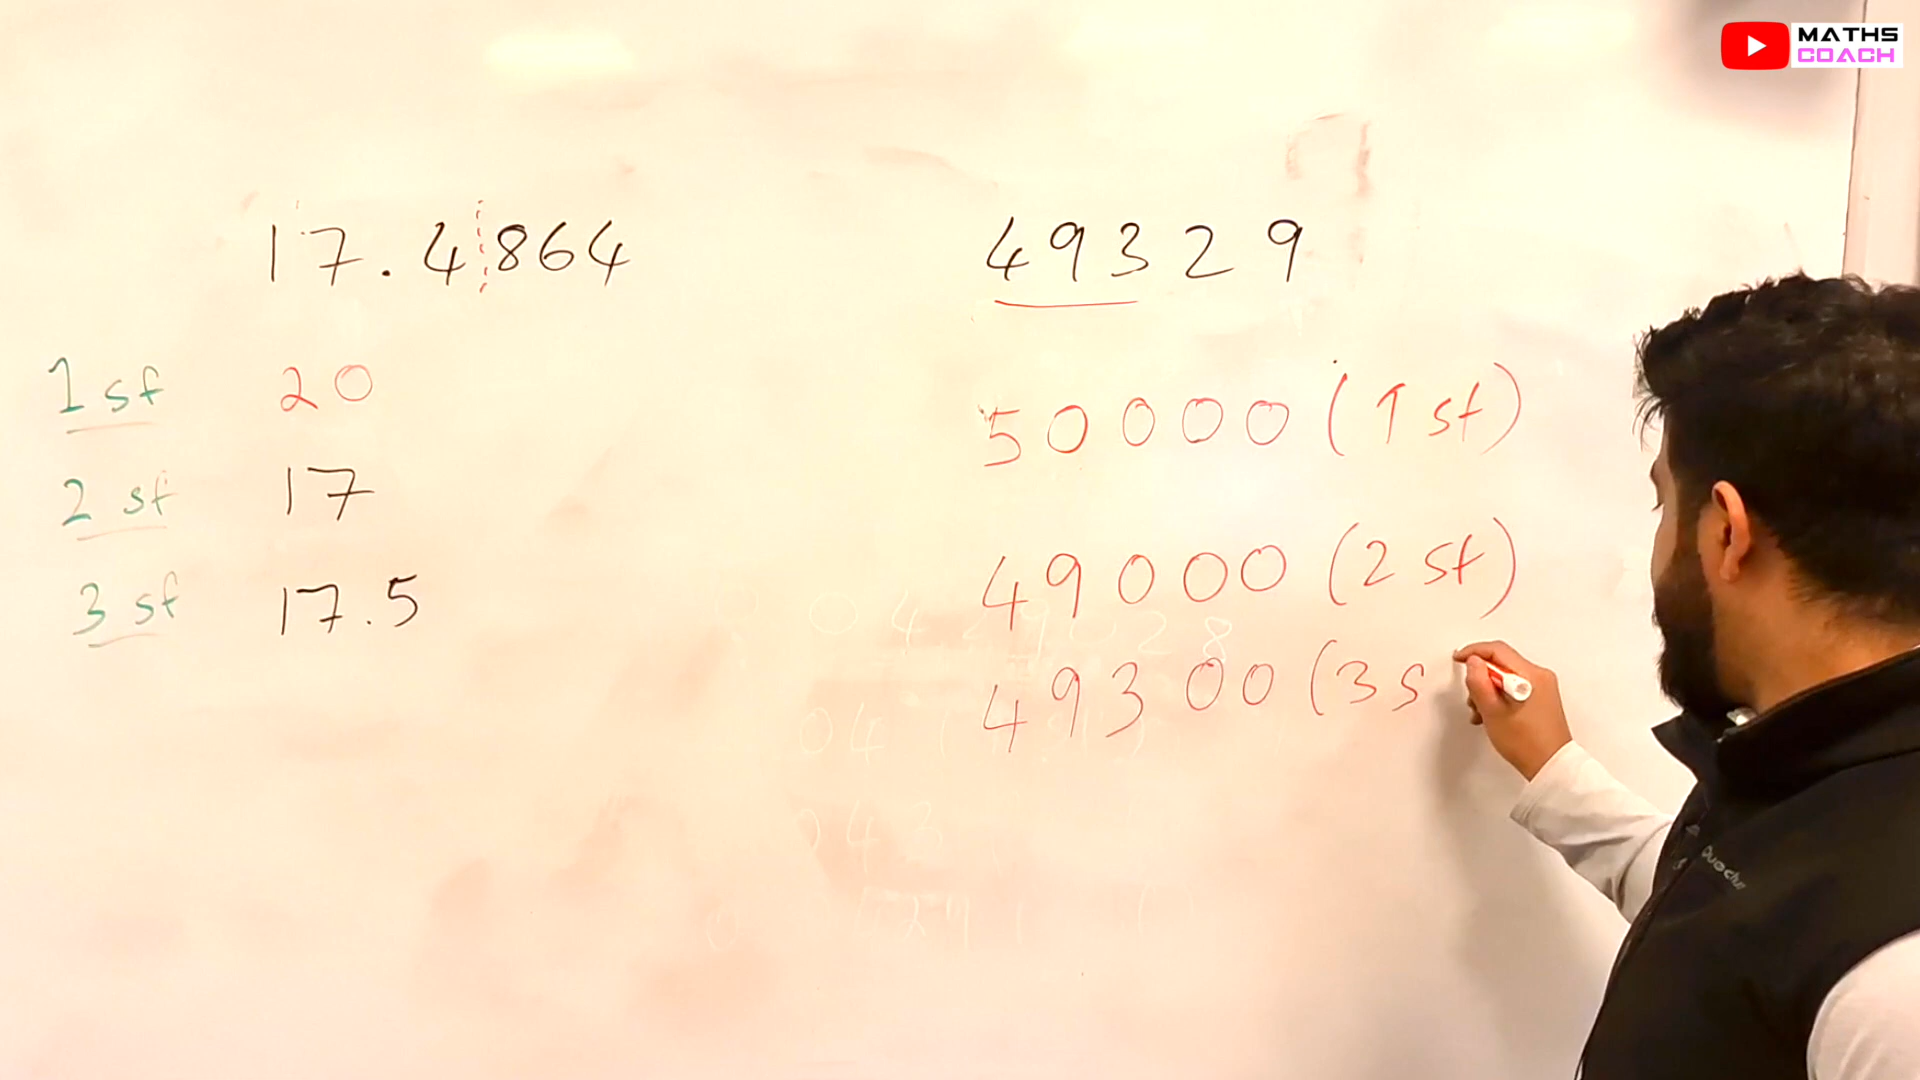 MATHS
COACH
17.4864
1 sf 20
2 sf 17
3 sf 17.5
49329
50000 (1 sf)
49000 (2 sf)
49300 (3 s